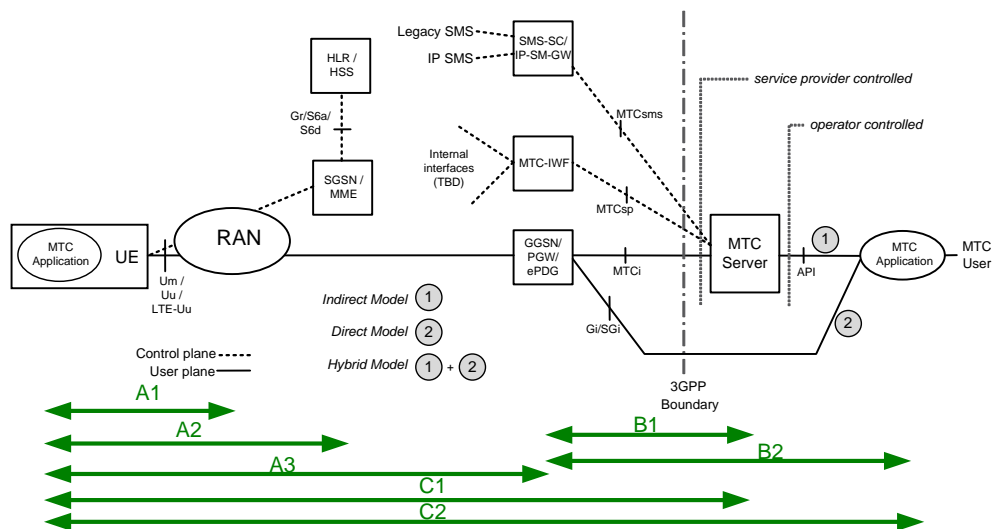 Legacy SMS
IP SMS
SMS-SC/
IP-SM-GW
HLR /
HSS
service provider controlled
Gr/S6a/
S6d
MTCsms
operator controlled
Internal
interfaces
(TBD)
MTC-IWF
SGSN /
MME
MTCsp
MTC
Application
UE
RAN
GGSN/
PGW/
ePDG
MTCi
MTC
Server
1
API
MTC
Application
MTC
User
Um /
Uu /
LTE-Uu
Indirect Model 1
Gi/SGi
2
Direct Model 2
Control plane
User plane
Hybrid Model 1 + 2
3GPP
Boundary
A1
A2
B1
B2
A3
C1
C2